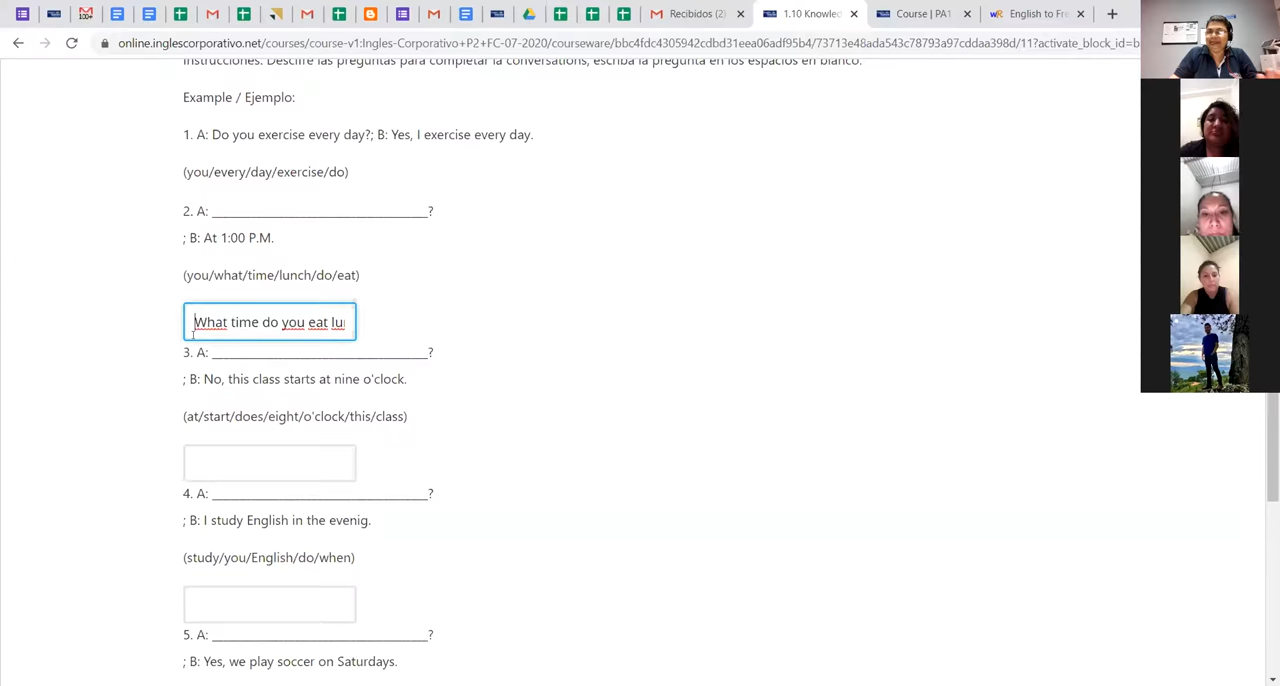 Recibidos (2)
1.10 Knowled
Course | PA1
English to Fre
online.inglescorporativo.net/courses/course-v1:Ingles-Corporativo+P2+FC-07-2020/courseware/bbc4fdc4305942cdbd31eea06adf95b4/73713e48ada543c78793a97cddaa398d/11?activate_block_id=b
Instrucciones: Descifre las preguntas para completar la conversations, escriba la pregunta en los espacios en blanco.
Example / Ejemplo:
1. A: Do you exercise every day?; B: Yes, I exercise every day.
(you/every/day/exercise/do)
2. A: ______________________________?
; B: At 1:00 P.M.
(you/what/time/lunch/do/eat)
What time do you eat lu
3. A: ______________________________?
; B: No, this class starts at nine o'clock.
(at/start/does/eight/o'clock/this/class)
4. A: ______________________________?
; B: I study English in the evenig.
(study/you/English/do/when)
5. A: ______________________________?
; B: Yes, we play soccer on Saturdays.